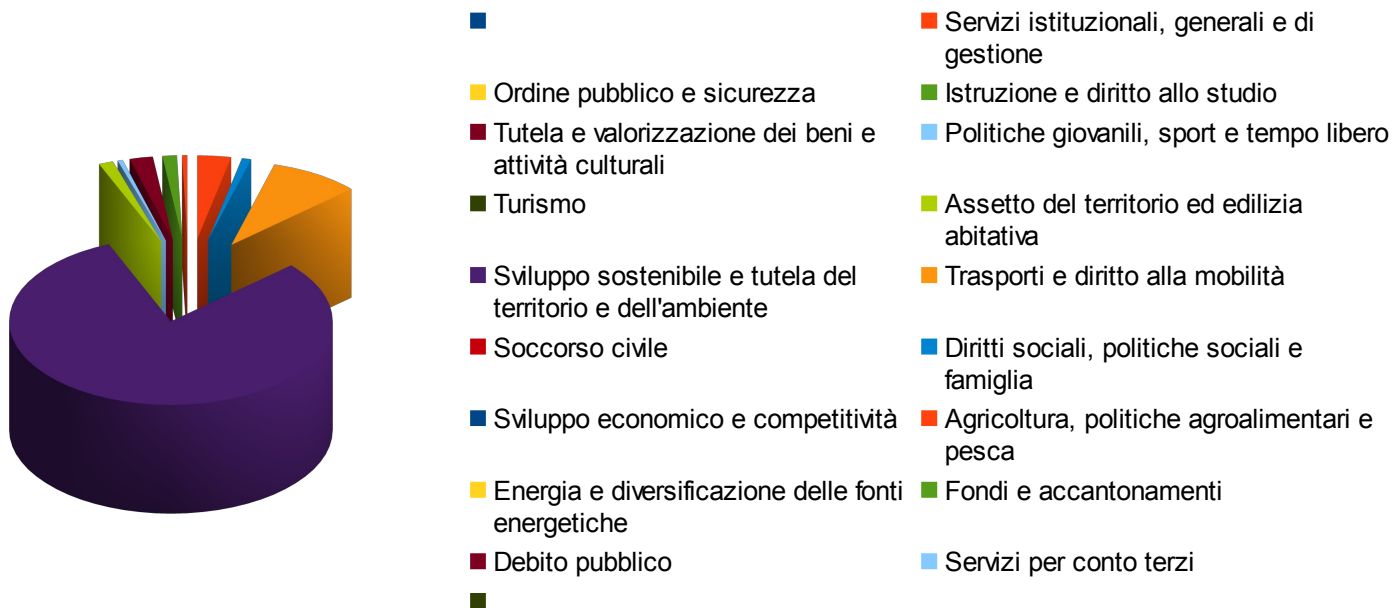 Servizi istituzionali, generali e di
gestione
Ordine pubblico e sicurezza
Istruzione e diritto allo studio
Tutela e valorizzazione dei beni e
attività culturali
Politiche giovanili, sport e tempo libero
Turismo
Assetto del territorio ed edilizia
abitativa
Sviluppo sostenibile e tutela del
territorio e dell'ambiente
Trasporti e diritto alla mobilità
Soccorso civile
Diritti sociali, politiche sociali e
famiglia
Sviluppo economico e competitività
Agricoltura, politiche agroalimentari e
pesca
Energia e diversificazione delle fonti
energetiche
Fondi e accantonamenti
Debito pubblico
Servizi per conto terzi